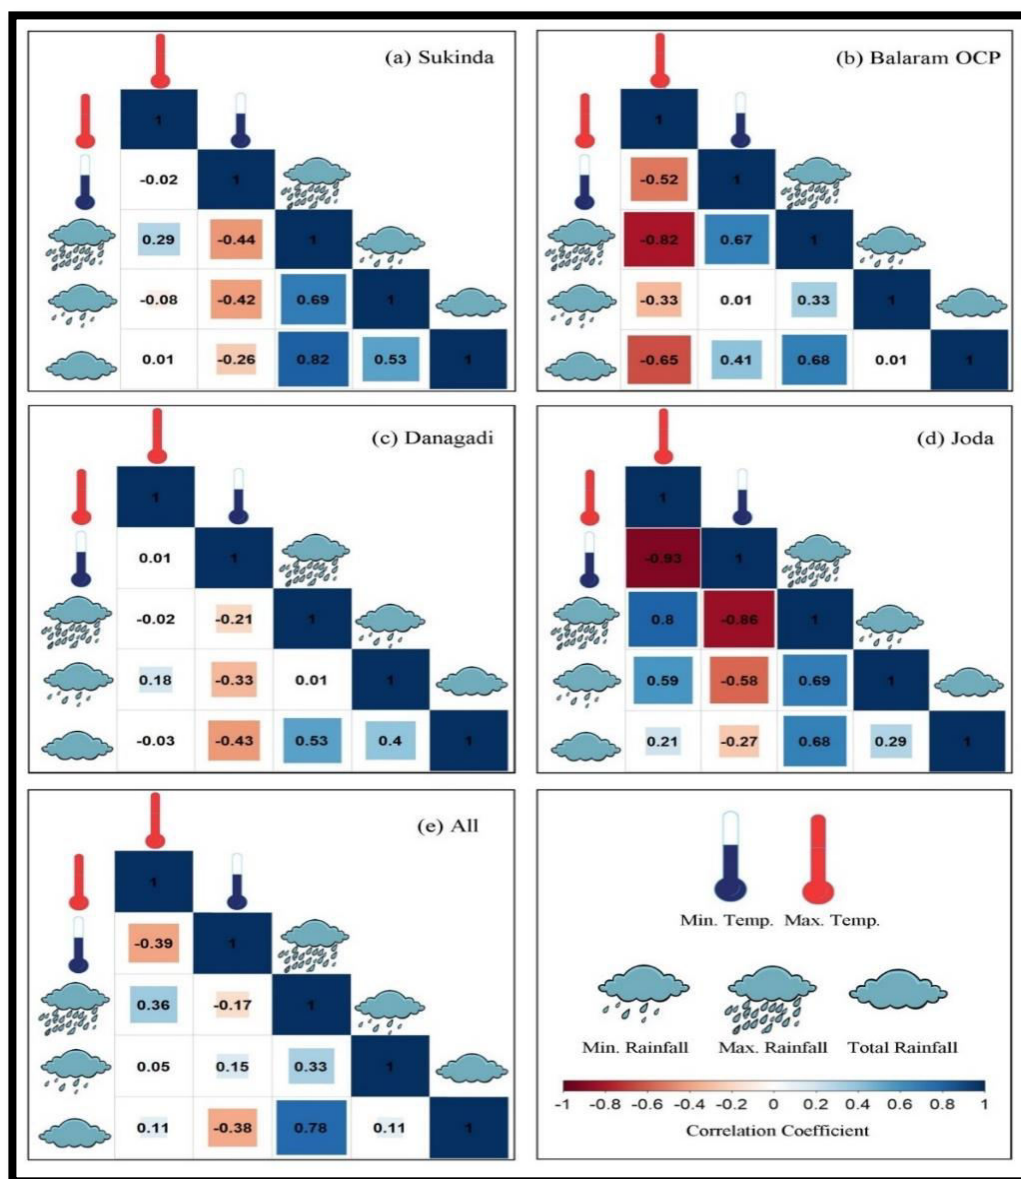 (a) Sukinda
1
-0.02 1
0.29 -0.44 1
-0.08 -0.42 0.69 1
0.01 -0.26 0.82 0.53 1
(b) Balaram OCP
1
-0.52 1
-0.82 0.67 1
-0.33 0.01 0.33 1
-0.65 0.41 0.68 0.01 1
(c) Danagadi
1
0.01 1
-0.02 -0.21 1
0.18 -0.33 0.01 1
-0.03 -0.43 0.53 0.4 1
(d) Joda
1
-0.93 1
0.8 -0.86 1
0.59 -0.58 0.69 1
0.21 -0.27 0.68 0.29 1
(e) All
1
-0.39 1
0.36 -0.17 1
0.05 0.15 0.33 1
0.11 -0.38 0.78 0.11 1
Min. Temp. Max. Temp.
Min. Rainfall Max. Rainfall Total Rainfall
-1 -0.8 -0.6 -0.4 -0.2 0 0.2 0.4 0.6 0.8 1
Correlation Coefficient